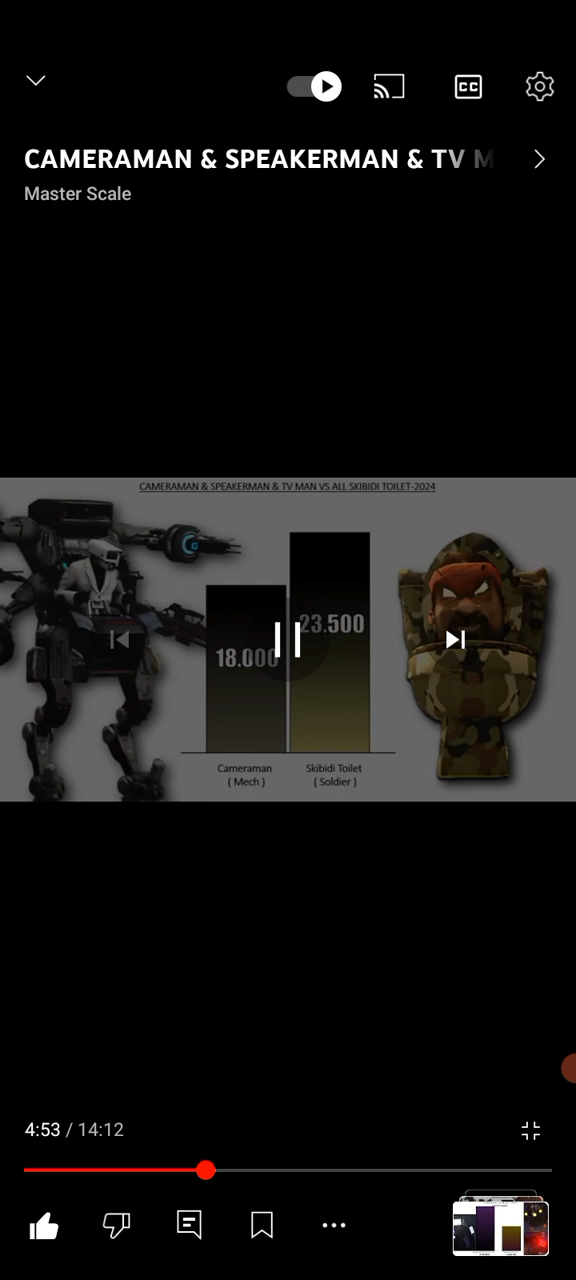 CC
CAMERAMAN & SPEAKERMAN & TV M
Master Scale
CAMERAMAN & SPEAKERMAN & TV MAN VS ALL SKIBIDI TOILET-2024
23.500
18.000
Cameraman
( Mech )
Skibidi Toilet
( Soldier )
4:53 / 14:12